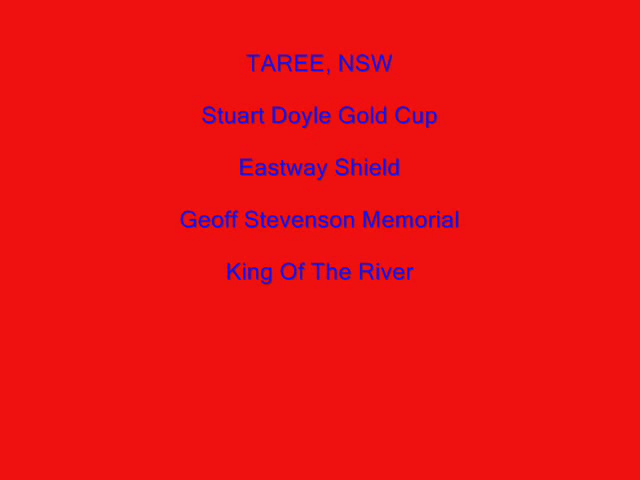 TAREE, NSW
Stuart Doyle Gold Cup
Eastway Shield
Geoff Stevenson Memorial
King Of The River